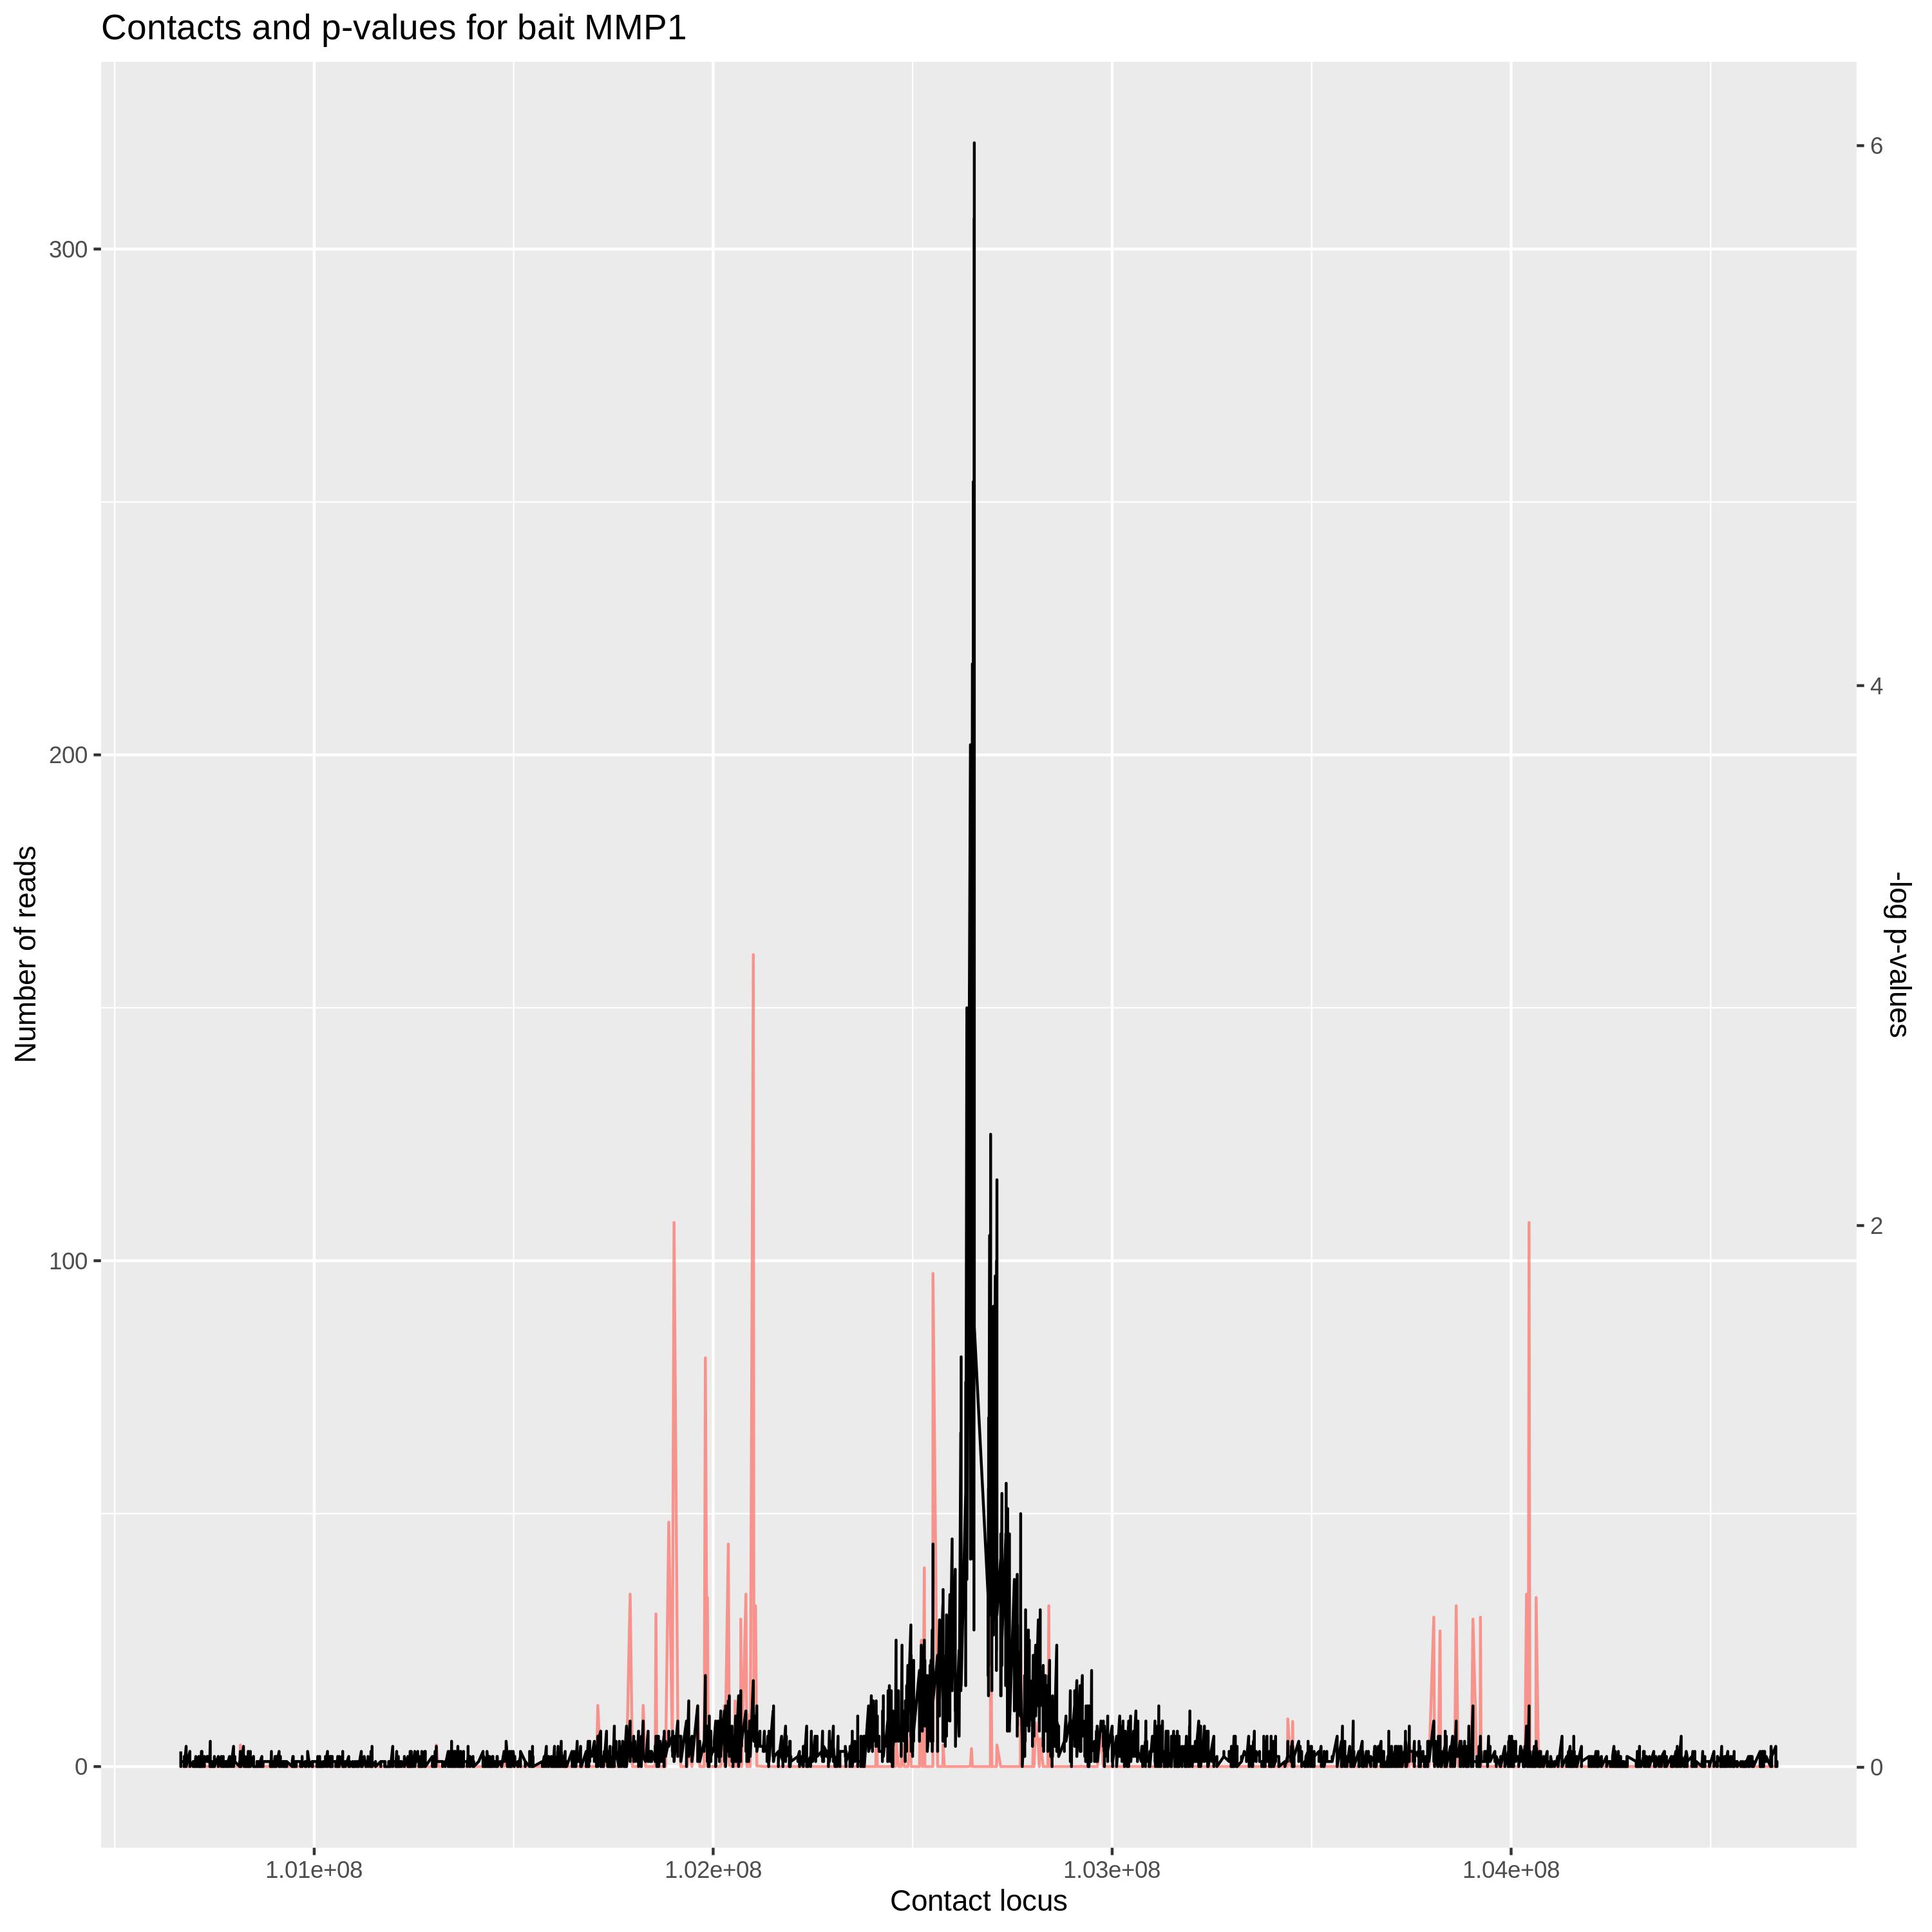 Contacts and p-values for bait MMP1
300
200
100
0
Number of reads
6
4
2
0
-log p-values
1.01e+08
1.02e+08
1.03e+08
1.04e+08
Contact locus